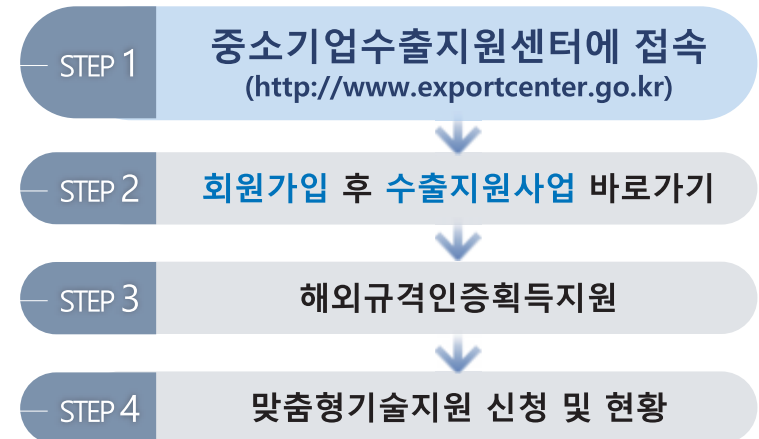 STEP 1
중소기업수출지원센터에 접속
(http://www.exportcenter.go.kr)
STEP 2
회원가입 후 수출지원사업 바로가기
STEP 3
해외규격인증획득지원
STEP 4
맞춤형기술지원 신청 및 현황